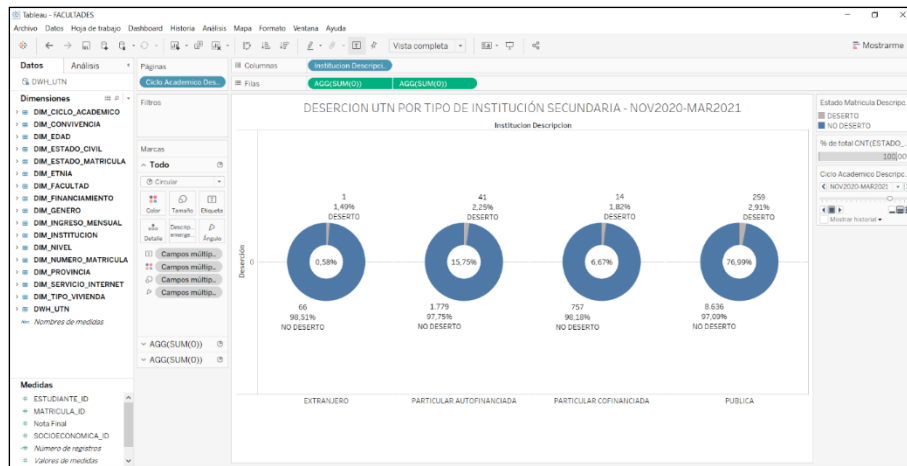 Tableau - FACULTADES
Archivo Datos Hoja de trabajo Dashboard Historia Análisis Mapa Formato Ventana Ayuda
Vista completa
Mostrarme
Datos Análisis
DWH_UTN
Dimensiones
DIM_CICLO_ACADEMICO
DIM_CONVIVENCIA
DIM_EDAD
DIM_ESTADO_CIVIL
DIM_ESTADO_MATRICULA
DIM_ETNIA
DIM_FACULTAD
DIM_FINANCIAMIENTO
DIM_GENERO
DIM_INGRESO_MENSUAL
DIM_INSTITUCION
DIM_NIVEL
DIM_NUMERO_MATRICULA
DIM_PROVINCIA
DIM_SERVICIO_INTERNET
DIM_TIPO_VIVIENDA
DWH_UTN
Abc Nombres de medidas
Medidas
ESTUDIANTE_ID
MATRICULA_ID
Nota Final
SOCIOECONOMICA_ID
Número de registros
Valores de medidas
Páginas
Ciclo Academico Des..
Filtros
Marcas
Todo
Circular
Color Tamaño Etiqueta
Detalle Descrip... emerge... Ángulo
Campos múltip..
Campos múltip..
Campos múltip..
Campos múltip..
AGG(SUM(0))
AGG(SUM(0))
Columnas
Institucion Descripci..
Filas
AGG(SUM(0)) AGG(SUM(0))
DESERCION UTN POR TIPO DE INSTITUCIÓN SECUNDARIA - NOV2020-MAR2021
Institucion Descripcion
Deserción
0
1
1,49%
DESERTO
0,58%
66
98,51%
NO DESERTO
EXTRANJERO
41
2,25%
DESERTO
15,75%
1.779
97,75%
NO DESERTO
PARTICULAR AUTOFINANCIADA
14
1,82%
DESERTO
6,67%
757
98,18%
NO DESERTO
PARTICULAR COFINANCIADA
259
2,91%
DESERTO
76,99%
8.636
97,09%
NO DESERTO
PUBLICA
Estado Matricula Descripc.
DESERTO
NO DESERTO
% de total CNT(ESTADO_...
100,00
Ciclo Academico Descripc.
NOV2020-MAR2021
Mostrar historial